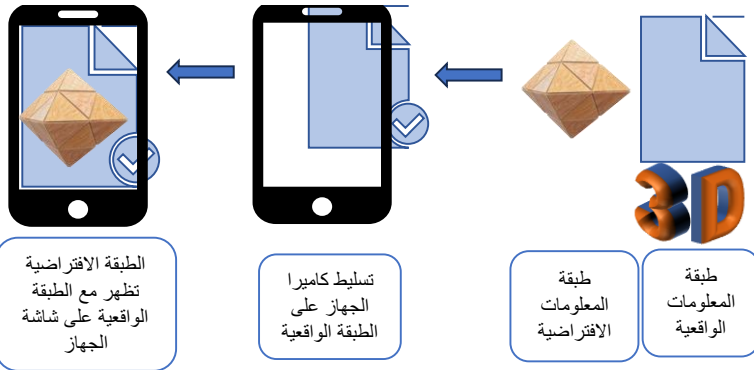 3D
طبقة
المعلومات
الواقعية
طبقة
المعلومات
الافتراضية
تسليط كاميرا
الجهاز على
الطبقة الواقعية
الطبقة الافتراضية
تظهر مع الطبقة
الواقعية على شاشة
الجهاز